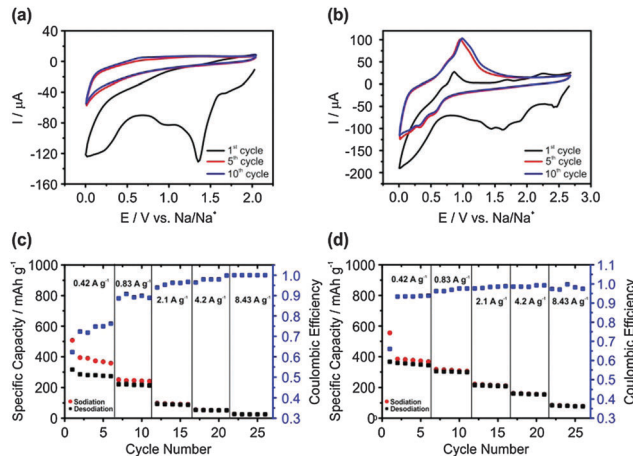 (a)
40
0
-40
-80
-120
-160
I / µA
1st cycle
5th cycle
10th cycle
0.0 0.5 1.0 1.5 2.0
E / V vs. Na/Na+
(b)
100
50
0
-50
-100
-150
-200
I / µA
1st cycle
5th cycle
10th cycle
0.0 0.5 1.0 1.5 2.0 2.5 3.0
E / V vs. Na/Na+
(c)
1000
800
600
400
200
0
Specific Capacity / mAh g-1
0.42 A g-1
0.83 A g-1
2.1 A g-1
4.2 A g-1
8.43 A g-1
Sodiation
Desodiation
1.0
0.9
0.8
0.7
0.6
0.5
0.4
0.3
Coulombic Efficiency
0 5 10 15 20 25
Cycle Number
(d)
1000
800
600
400
200
0
Specific Capacity / mAh g-1
0.42 A g-1
0.83 A g-1
2.1 A g-1
4.2 A g-1
8.43 A g-1
Sodiation
Desodiation
1.1
1.0
0.9
0.8
0.7
0.6
0.5
0.4
0.3
Coulombic Efficiency
0 5 10 15 20 25
Cycle Number